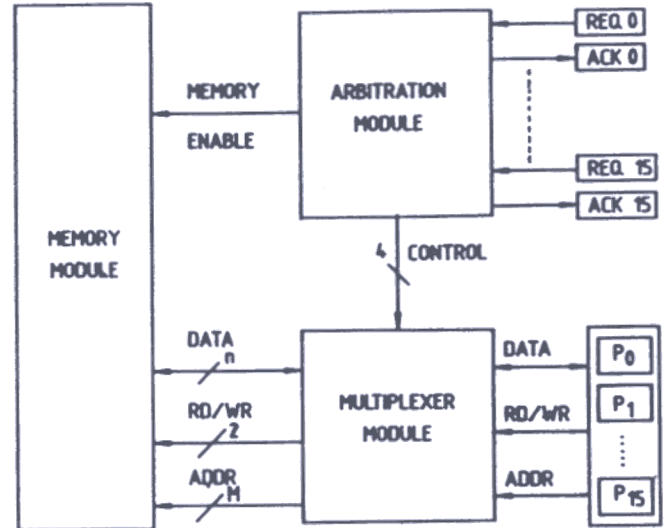 REQ. 0
ACK 0
MEMORY
ENABLE
ARBITRATION
MODULE
REQ. 15
ACK 15
MEMORY
MODULE
4 CONTROL
DATA
n
RD/WR
2
ADDR
M
MULTIPLEXER
MODULE
DATA
RD/WR
ADDR
P0
P1
P15